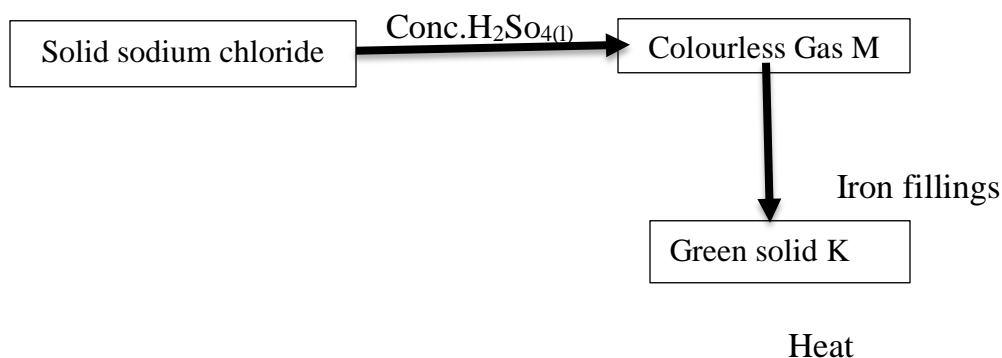 Solid sodium chloride
Conc.H₂So₄₍ₗ₎
Colourless Gas M
Iron fillings
Green solid K
Heat